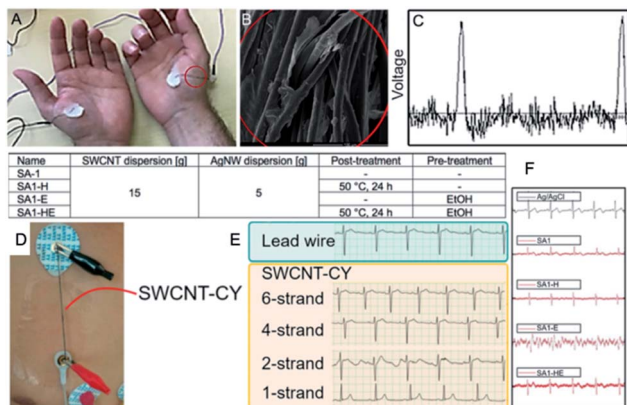 A
B
C
Voltage
Name SWCNT dispersion [g] AgNW dispersion [g] Post-treatment Pre-treatment
SA-1 15 5 - -
SA1-H 50 °C, 24 h -
SA1-E - EtOH
SA1-HE 50 °C, 24 h EtOH
D
SWCNT-CY
E
Lead wire
SWCNT-CY
6-strand
4-strand
2-strand
1-strand
F
Ag/AgCl
SA1
SA1-H
SA1-E
SA1-HE